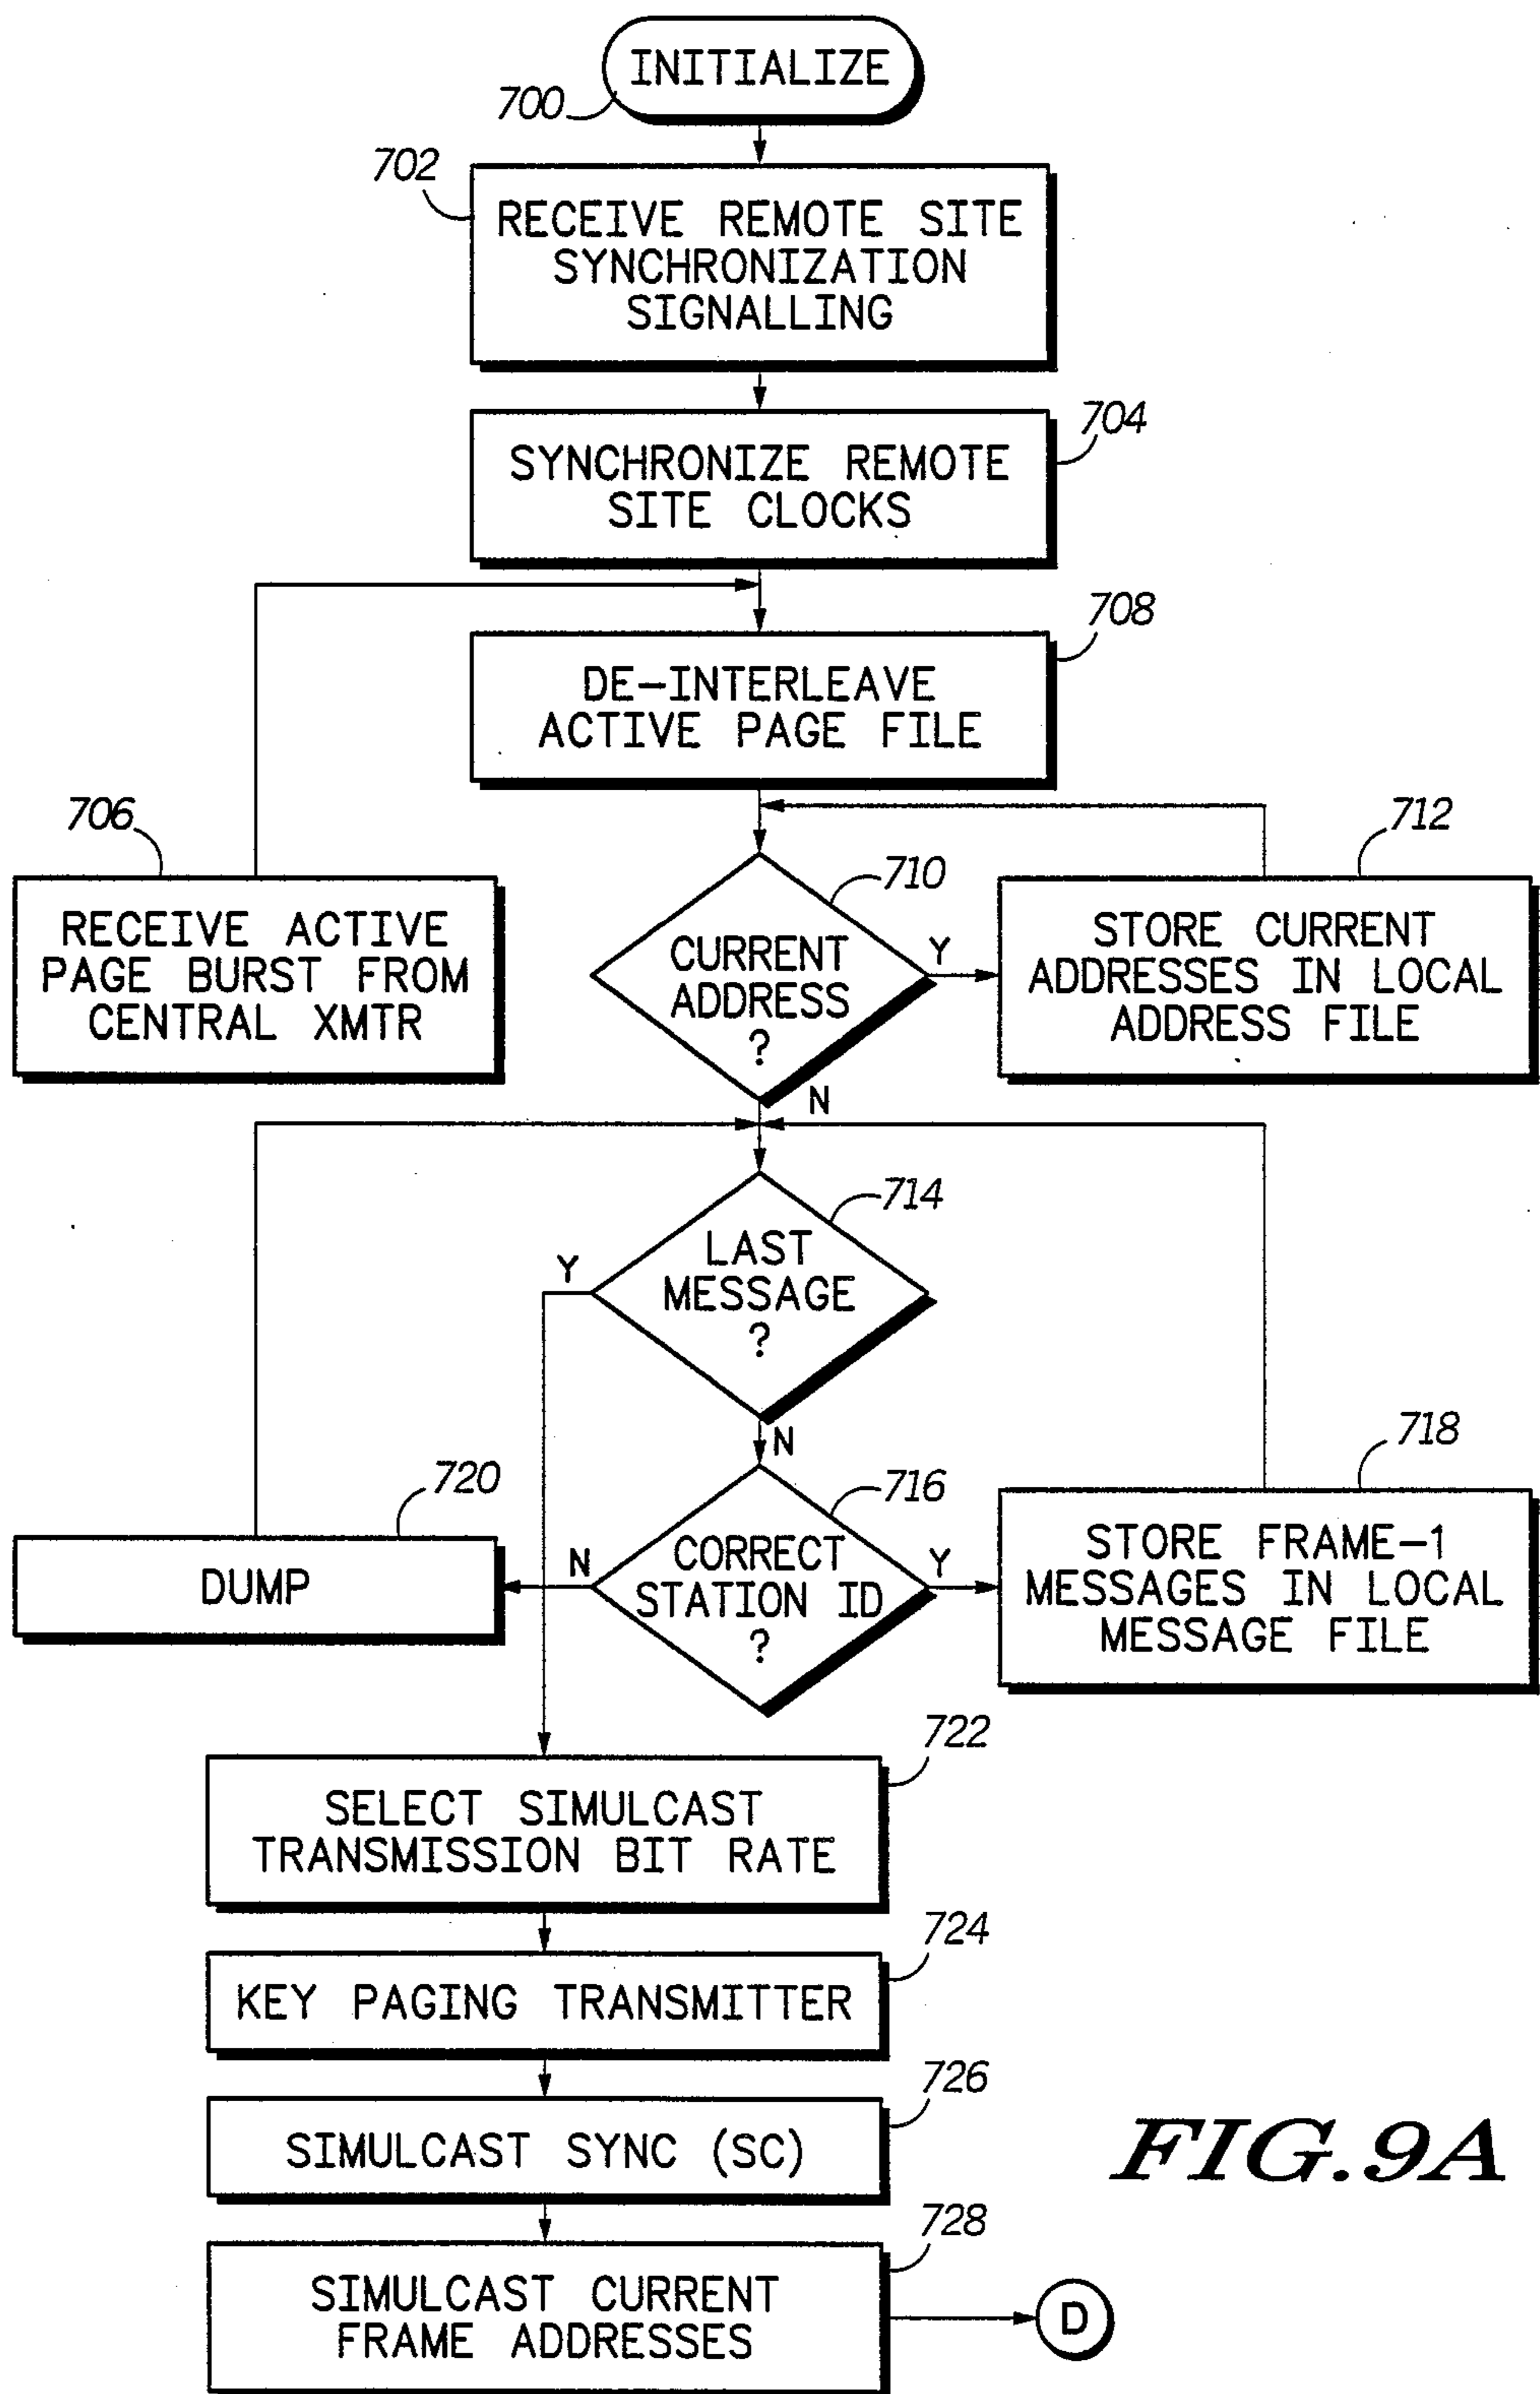 INITIALIZE
700
702
RECEIVE REMOTE SITE
SYNCHRONIZATION
SIGNALLING
704
SYNCHRONIZE REMOTE
SITE CLOCKS
708
DE-INTERLEAVE
ACTIVE PAGE FILE
706
RECEIVE ACTIVE
PAGE BURST FROM
CENTRAL XMTR
710
CURRENT
ADDRESS
?
Y
N
712
STORE CURRENT
ADDRESSES IN LOCAL
ADDRESS FILE
714
LAST
MESSAGE
?
Y
N
716
CORRECT
STATION ID
?
N
Y
718
STORE FRAME-1
MESSAGES IN LOCAL
MESSAGE FILE
720
DUMP
722
SELECT SIMULCAST
TRANSMISSION BIT RATE
724
KEY PAGING TRANSMITTER
726
SIMULCAST SYNC (SC)
728
SIMULCAST CURRENT
FRAME ADDRESSES
D
FIG.9A